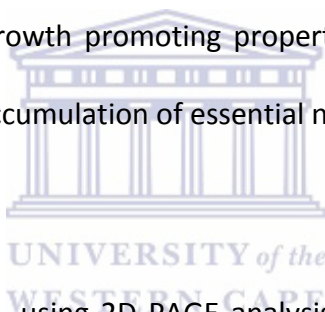 rowth promoting propert
ccumulation of essential n
UNIVERSITY of the
WESTERN CAPE
using 2D PAGE analysis